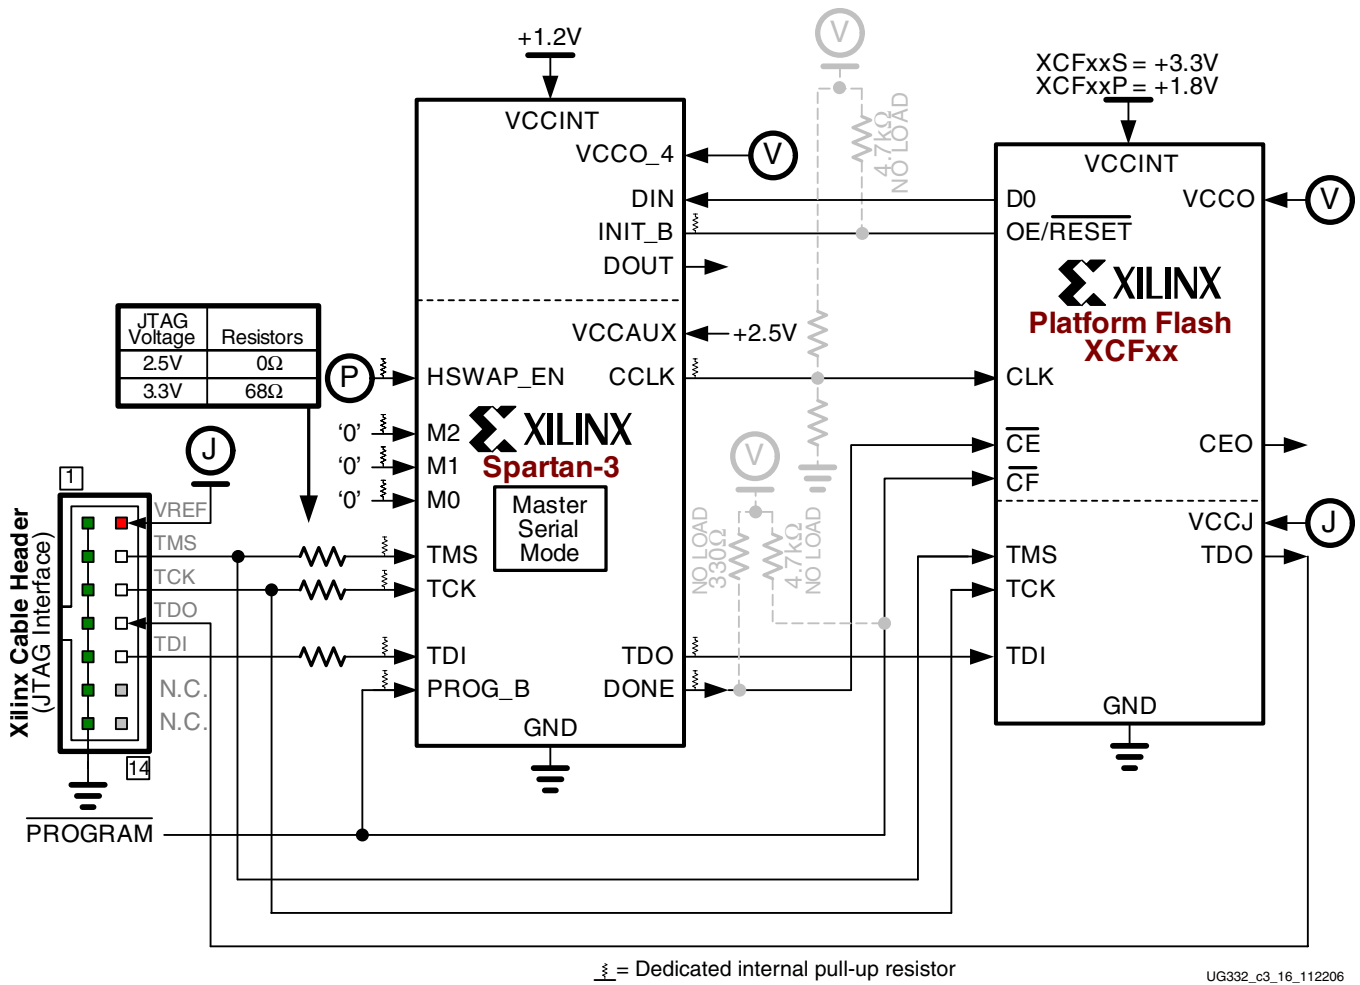 +1.2V
V
XCFxxS = +3.3V
XCFxxP = +1.8V
VCCINT
VCCO_4
V
4.7kΩ
NO LOAD
VCCINT
DIN
D0
VCCO
V
INIT_B
OE/RESET
DOUT
XILINX
Platform Flash
XCFxx
JTAG Voltage
Resistors
2.5V
0Ω
3.3V
68Ω
VCCAUX
+2.5V
P
HSWAP_EN
CCLK
CLK
‘0’
M2
XILINX
Spartan-3
‘0’
M1
‘0’
M0
Master
Serial
Mode
CE
CEO
CF
J
V
1
VREF
VCCJ
J
TMS
TMS
NO LOAD
330Ω
4.7kΩ
NO LOAD
TMS
TDO
TCK
TCK
TCK
TDO
TDI
TDI
TDO
TDI
N.C.
PROG_B
DONE
N.C.
GND
GND
14
Xilinx Cable Header
(JTAG Interface)
PROGRAM
= Dedicated internal pull-up resistor
UG332_c3_16_112206